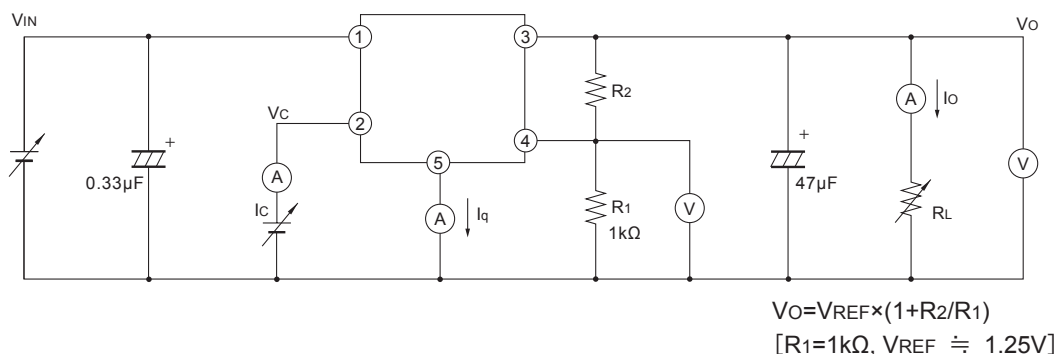 VIN
VO
1
3
R2
A
IO
VC
2
4
+
+
5
0.33µF
A
V
47µF
R1
A
Iq
V
RL
IC
1kΩ
VO=VREF×(1+R2/R1)
[R1=1kΩ, VREF ≒ 1.25V]